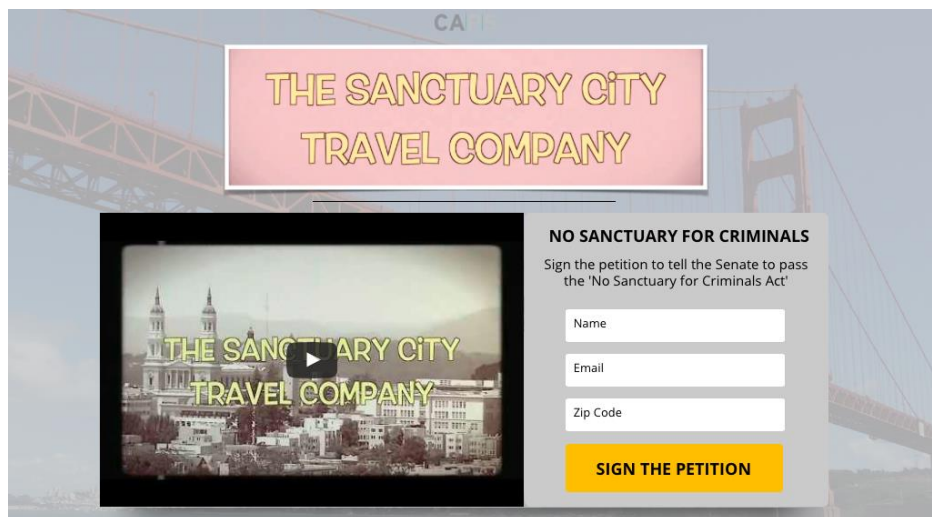 THE SANCTUARY CiTY
TRAVEL COMPANY
THE SANCTUARY CiTY
TRAVEL COMPANY
NO SANCTUARY FOR CRIMINALS
Sign the petition to tell the Senate to pass
the 'No Sanctuary for Criminals Act'
Name
Email
Zip Code
SIGN THE PETITION